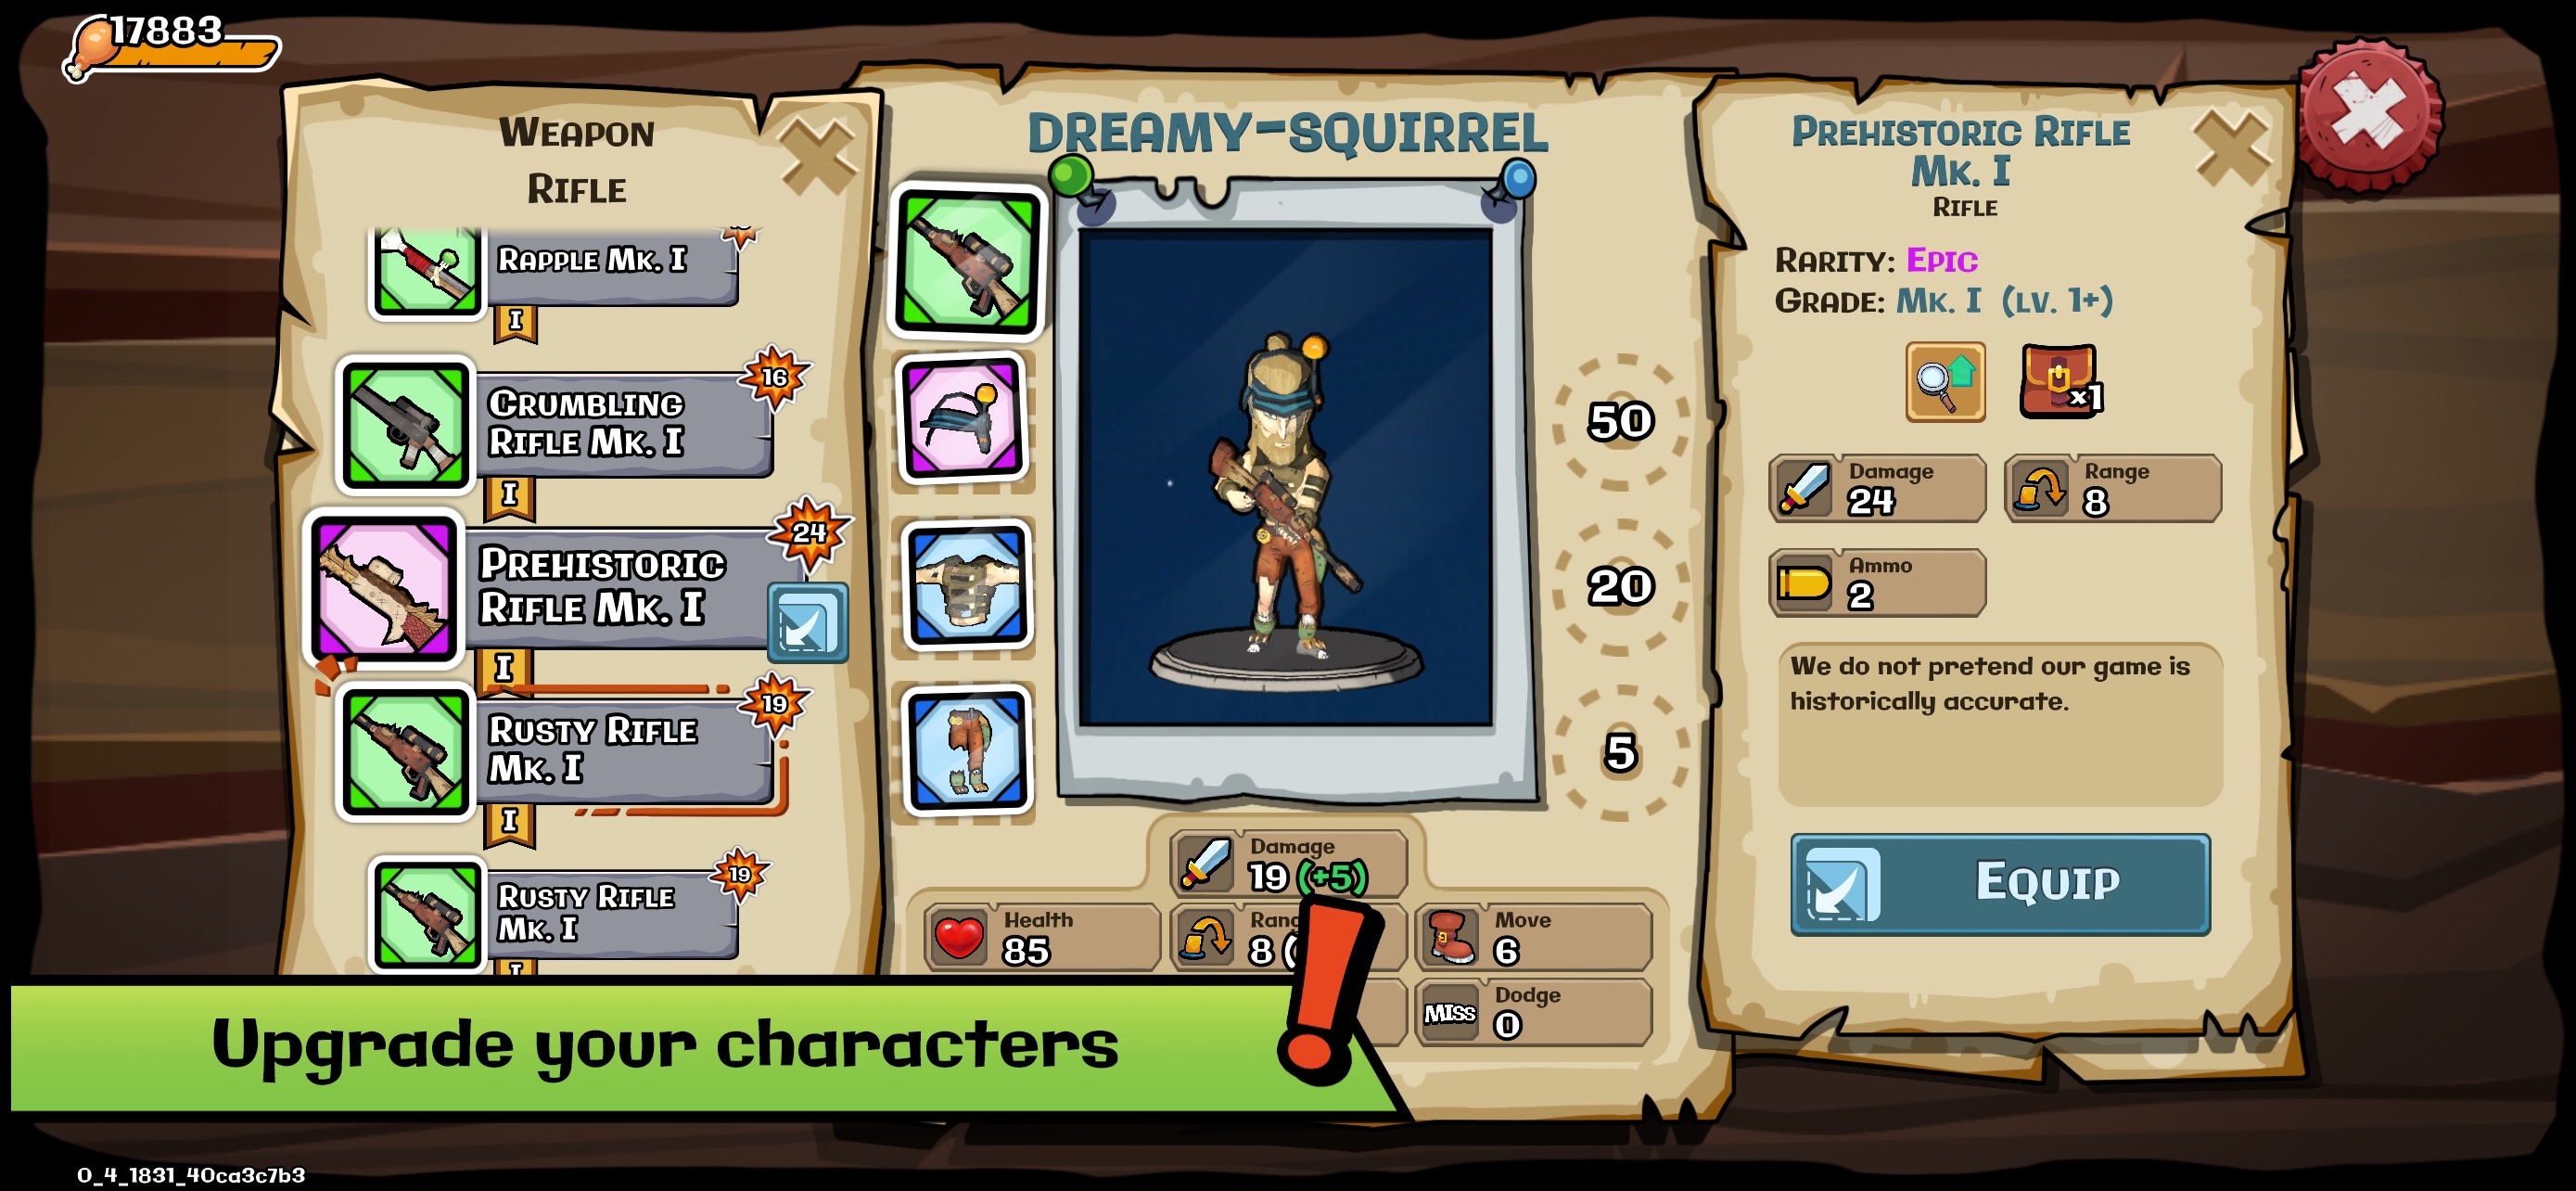 17883
WEAPON
RIFLE
RAPPLE MK. I
I
16
CRUMBLING
RIFLE MK. I
I
24
PREHISTORIC
RIFLE MK. I
I
19
RUSTY RIFLE
MK. I
I
19
RUSTY RIFLE
MK. I
I
DREAMY-SQUIRREL
50
20
5
Damage
19 (+5)
Health
85
8
Move
6
MISS
Dodge
0
PREHISTORIC RIFLE
MK. I
RIFLE
RARITY: EPIC
GRADE: MK. I (LV. 1+)
x1
Damage
24
Range
8
Ammo
2
We do not pretend our game is
historically accurate.
EQUIP
Upgrade your characters
!
0_4_1831_40ca3c7b3